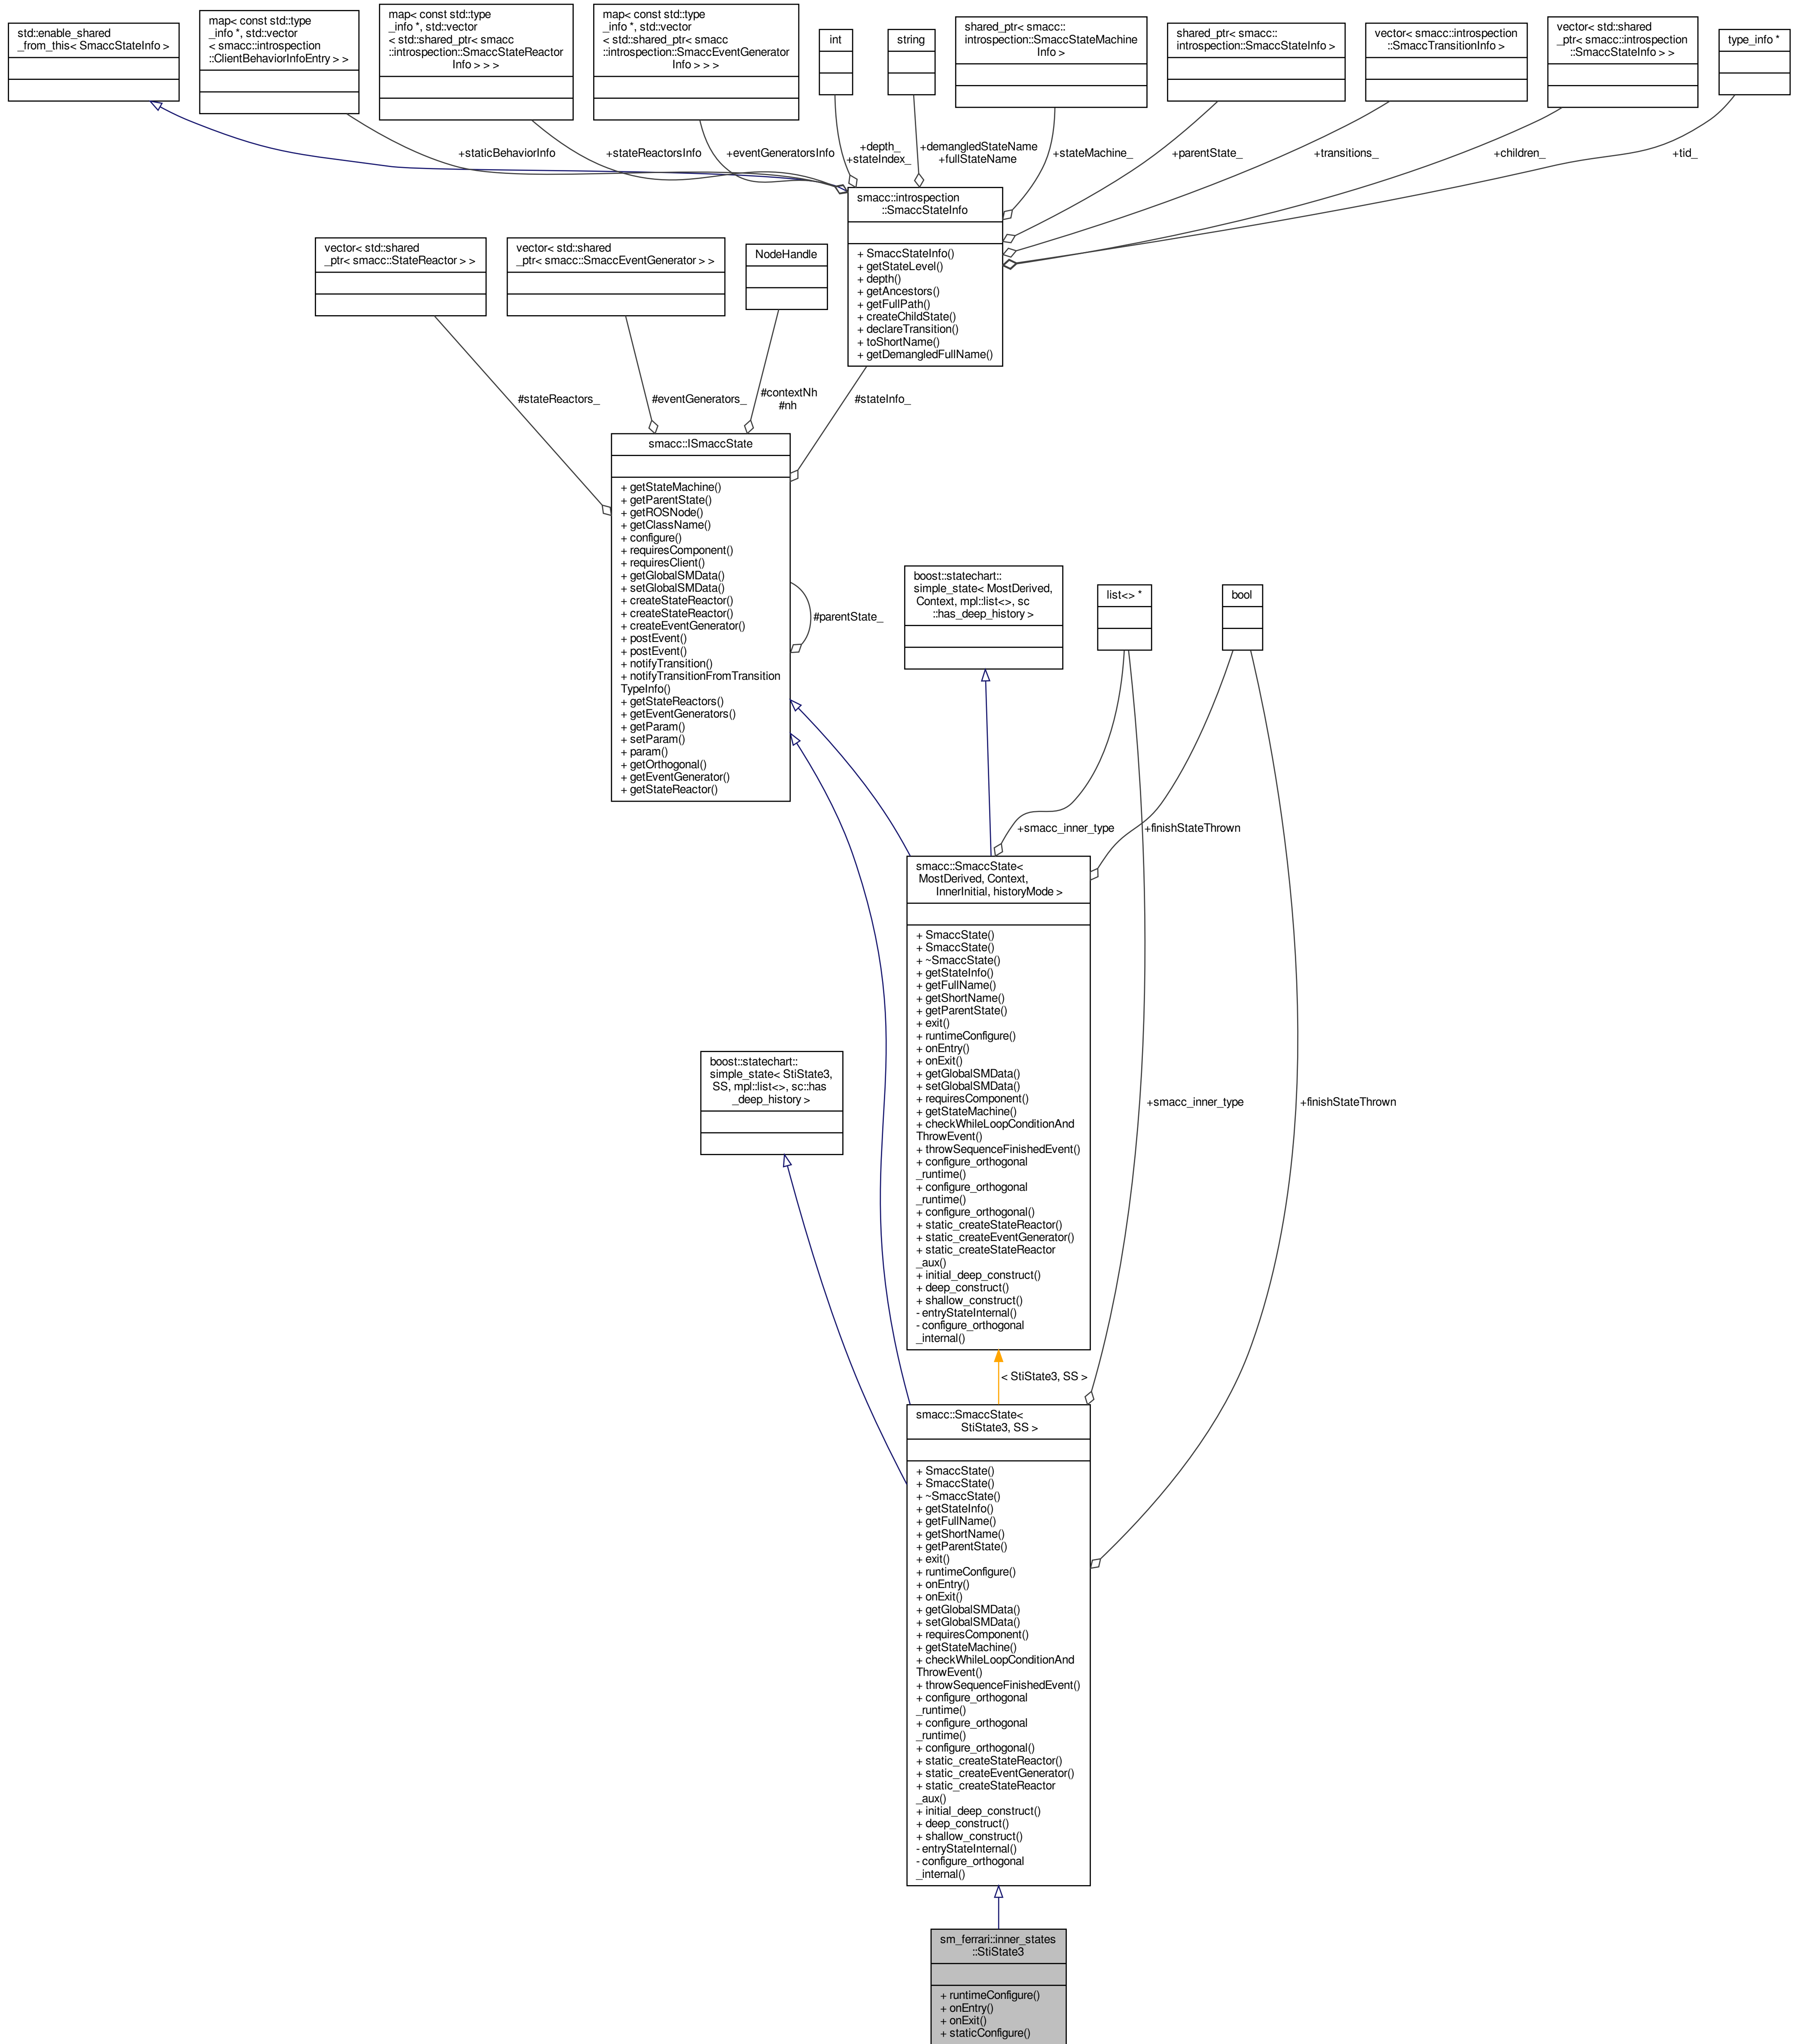 std::enable_shared
_from_this< SmaccStateInfo >
map< const std::type
_info *, std::vector
< smacc::introspection
::ClientBehaviorInfoEntry > >
map< const std::type
_info *, std::vector
< std::shared_ptr< smacc
::introspection::SmaccStateReactor
Info > > >
map< const std::type
_info *, std::vector
< std::shared_ptr< smacc
::introspection::SmaccEventGenerator
Info > > >
int
string
shared_ptr< smacc::
introspection::SmaccStateMachine
Info >
shared_ptr< smacc::
introspection::SmaccStateInfo >
vector< smacc::introspection
::SmaccTransitionInfo >
vector< std::shared
_ptr< smacc::introspection
::SmaccStateInfo > >
type_info *
+staticBehaviorInfo
+stateReactorsInfo
+eventGeneratorsInfo
+depth_
+stateIndex_
+demangledStateName
+fullStateName
+stateMachine_
+parentState_
+transitions_
+children_
+tid_
smacc::introspection
::SmaccStateInfo
+ SmaccStateInfo()
+ getStateLevel()
+ depth()
+ getAncestors()
+ getFullPath()
+ createChildState()
+ declareTransition()
+ toShortName()
+ getDemangledFullName()
vector< std::shared
_ptr< smacc::StateReactor > >
vector< std::shared
_ptr< smacc::SmaccEventGenerator > >
NodeHandle
#stateReactors_
#eventGenerators_
#contextNh
#nh
#stateInfo_
smacc::ISmaccState
+ getStateMachine()
+ getParentState()
+ getROSNode()
+ getClassName()
+ configure()
+ requiresComponent()
+ requiresClient()
+ getGlobalSMData()
+ setGlobalSMData()
+ createStateReactor()
+ createStateReactor()
+ createEventGenerator()
+ postEvent()
+ postEvent()
+ notifyTransition()
+ notifyTransitionFromTransition
TypeInfo()
+ getStateReactors()
+ getEventGenerators()
+ getParam()
+ setParam()
+ param()
+ getOrthogonal()
+ getEventGenerator()
+ getStateReactor()
#parentState_
boost::statechart::
simple_state< MostDerived,
Context, mpl::list<>, sc
::has_deep_history >
list<> *
bool
+smacc_inner_type
+finishStateThrown
smacc::SmaccState<
MostDerived, Context,
InnerInitial, historyMode >
+ SmaccState()
+ SmaccState()
+ ~SmaccState()
+ getStateInfo()
+ getFullName()
+ getShortName()
+ getParentState()
+ exit()
+ runtimeConfigure()
+ onEntry()
+ onExit()
+ getGlobalSMData()
+ setGlobalSMData()
+ requiresComponent()
+ getStateMachine()
+ checkWhileLoopConditionAnd
ThrowEvent()
+ throwSequenceFinishedEvent()
+ configure_orthogonal
_runtime()
+ configure_orthogonal
_runtime()
+ configure_orthogonal()
+ static_createStateReactor()
+ static_createEventGenerator()
+ static_createStateReactor
_aux()
+ initial_deep_construct()
+ deep_construct()
+ shallow_construct()
- entryStateInternal()
- configure_orthogonal
_internal()
boost::statechart::
simple_state< StiState3,
SS, mpl::list<>, sc::has
_deep_history >
+smacc_inner_type
+finishStateThrown
< StiState3, SS >
smacc::SmaccState<
StiState3, SS >
+ SmaccState()
+ SmaccState()
+ ~SmaccState()
+ getStateInfo()
+ getFullName()
+ getShortName()
+ getParentState()
+ exit()
+ runtimeConfigure()
+ onEntry()
+ onExit()
+ getGlobalSMData()
+ setGlobalSMData()
+ requiresComponent()
+ getStateMachine()
+ checkWhileLoopConditionAnd
ThrowEvent()
+ throwSequenceFinishedEvent()
+ configure_orthogonal
_runtime()
+ configure_orthogonal
_runtime()
+ configure_orthogonal()
+ static_createStateReactor()
+ static_createEventGenerator()
+ static_createStateReactor
_aux()
+ initial_deep_construct()
+ deep_construct()
+ shallow_construct()
- entryStateInternal()
- configure_orthogonal
_internal()
sm_ferrari::inner_states
::StiState3
+ runtimeConfigure()
+ onEntry()
+ onExit()
+ staticConfigure()